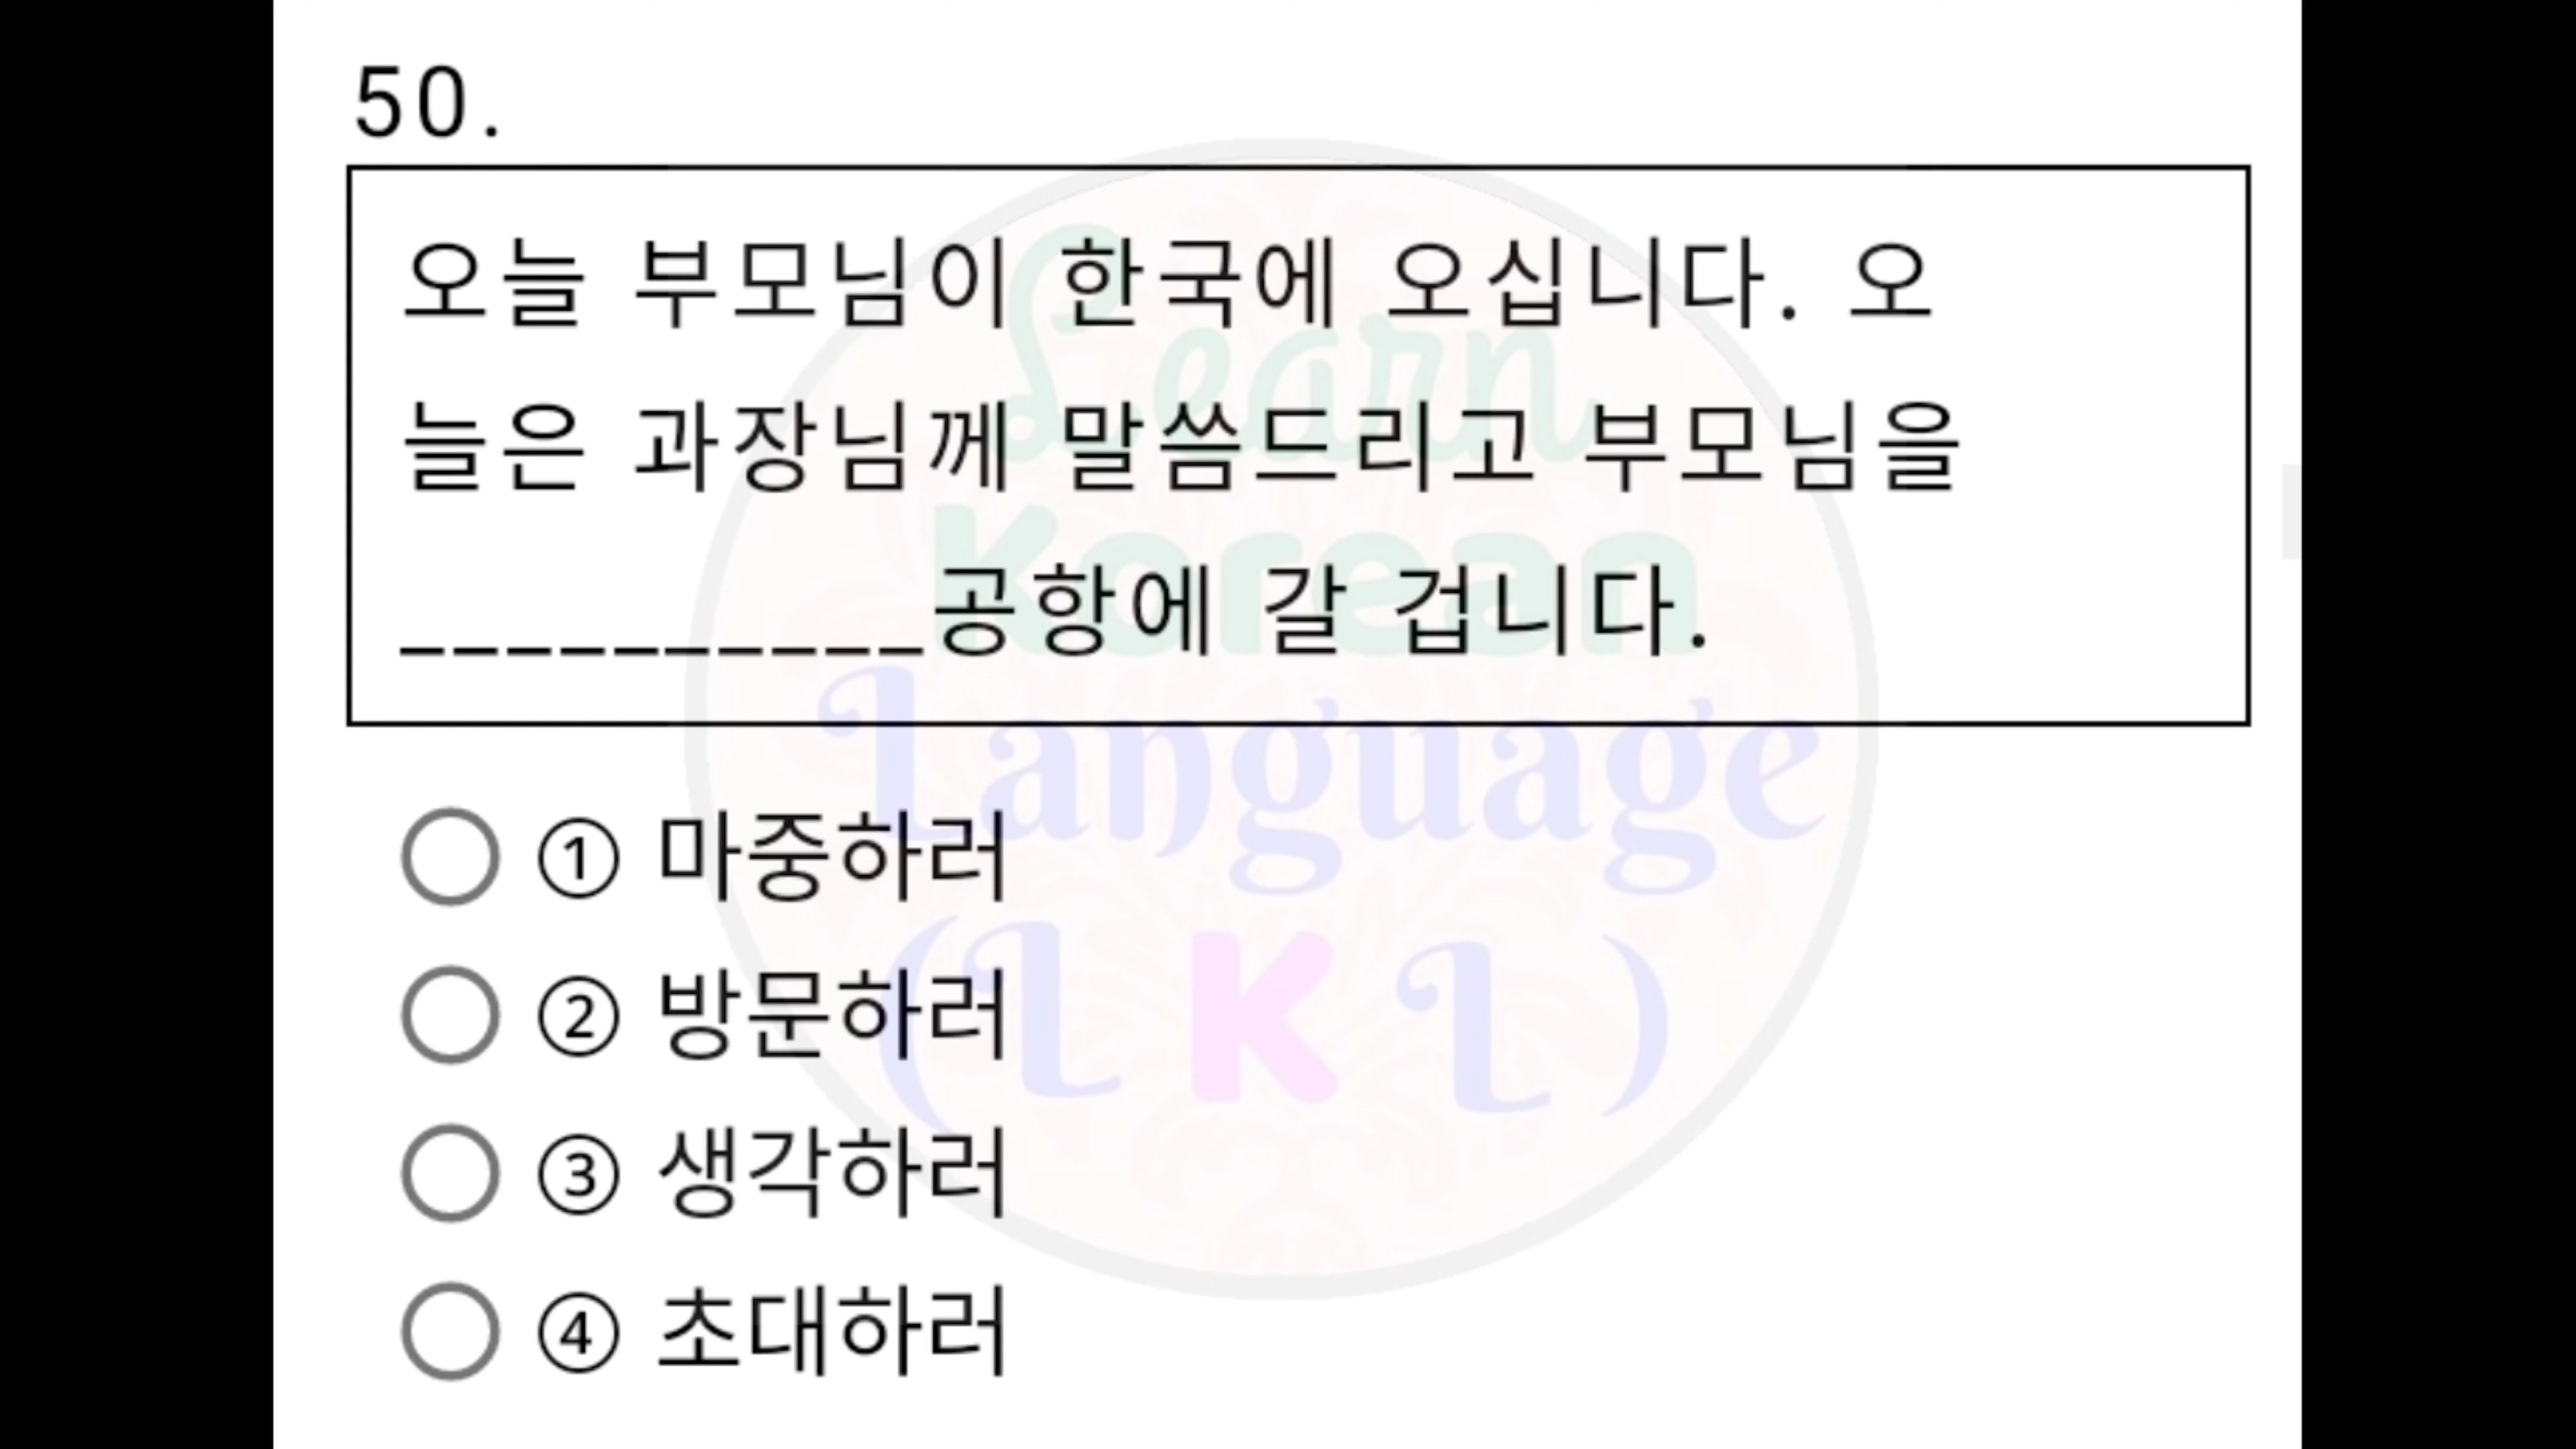 50.
오늘 부모님이 한국에 오십니다. 오
늘은 과장님께 말씀드리고 부모님을
__________공항에 갈 겁니다.
Learn
Korean
Language
(L K L)
① 마중하러
② 방문하러
③ 생각하러
④ 초대하러